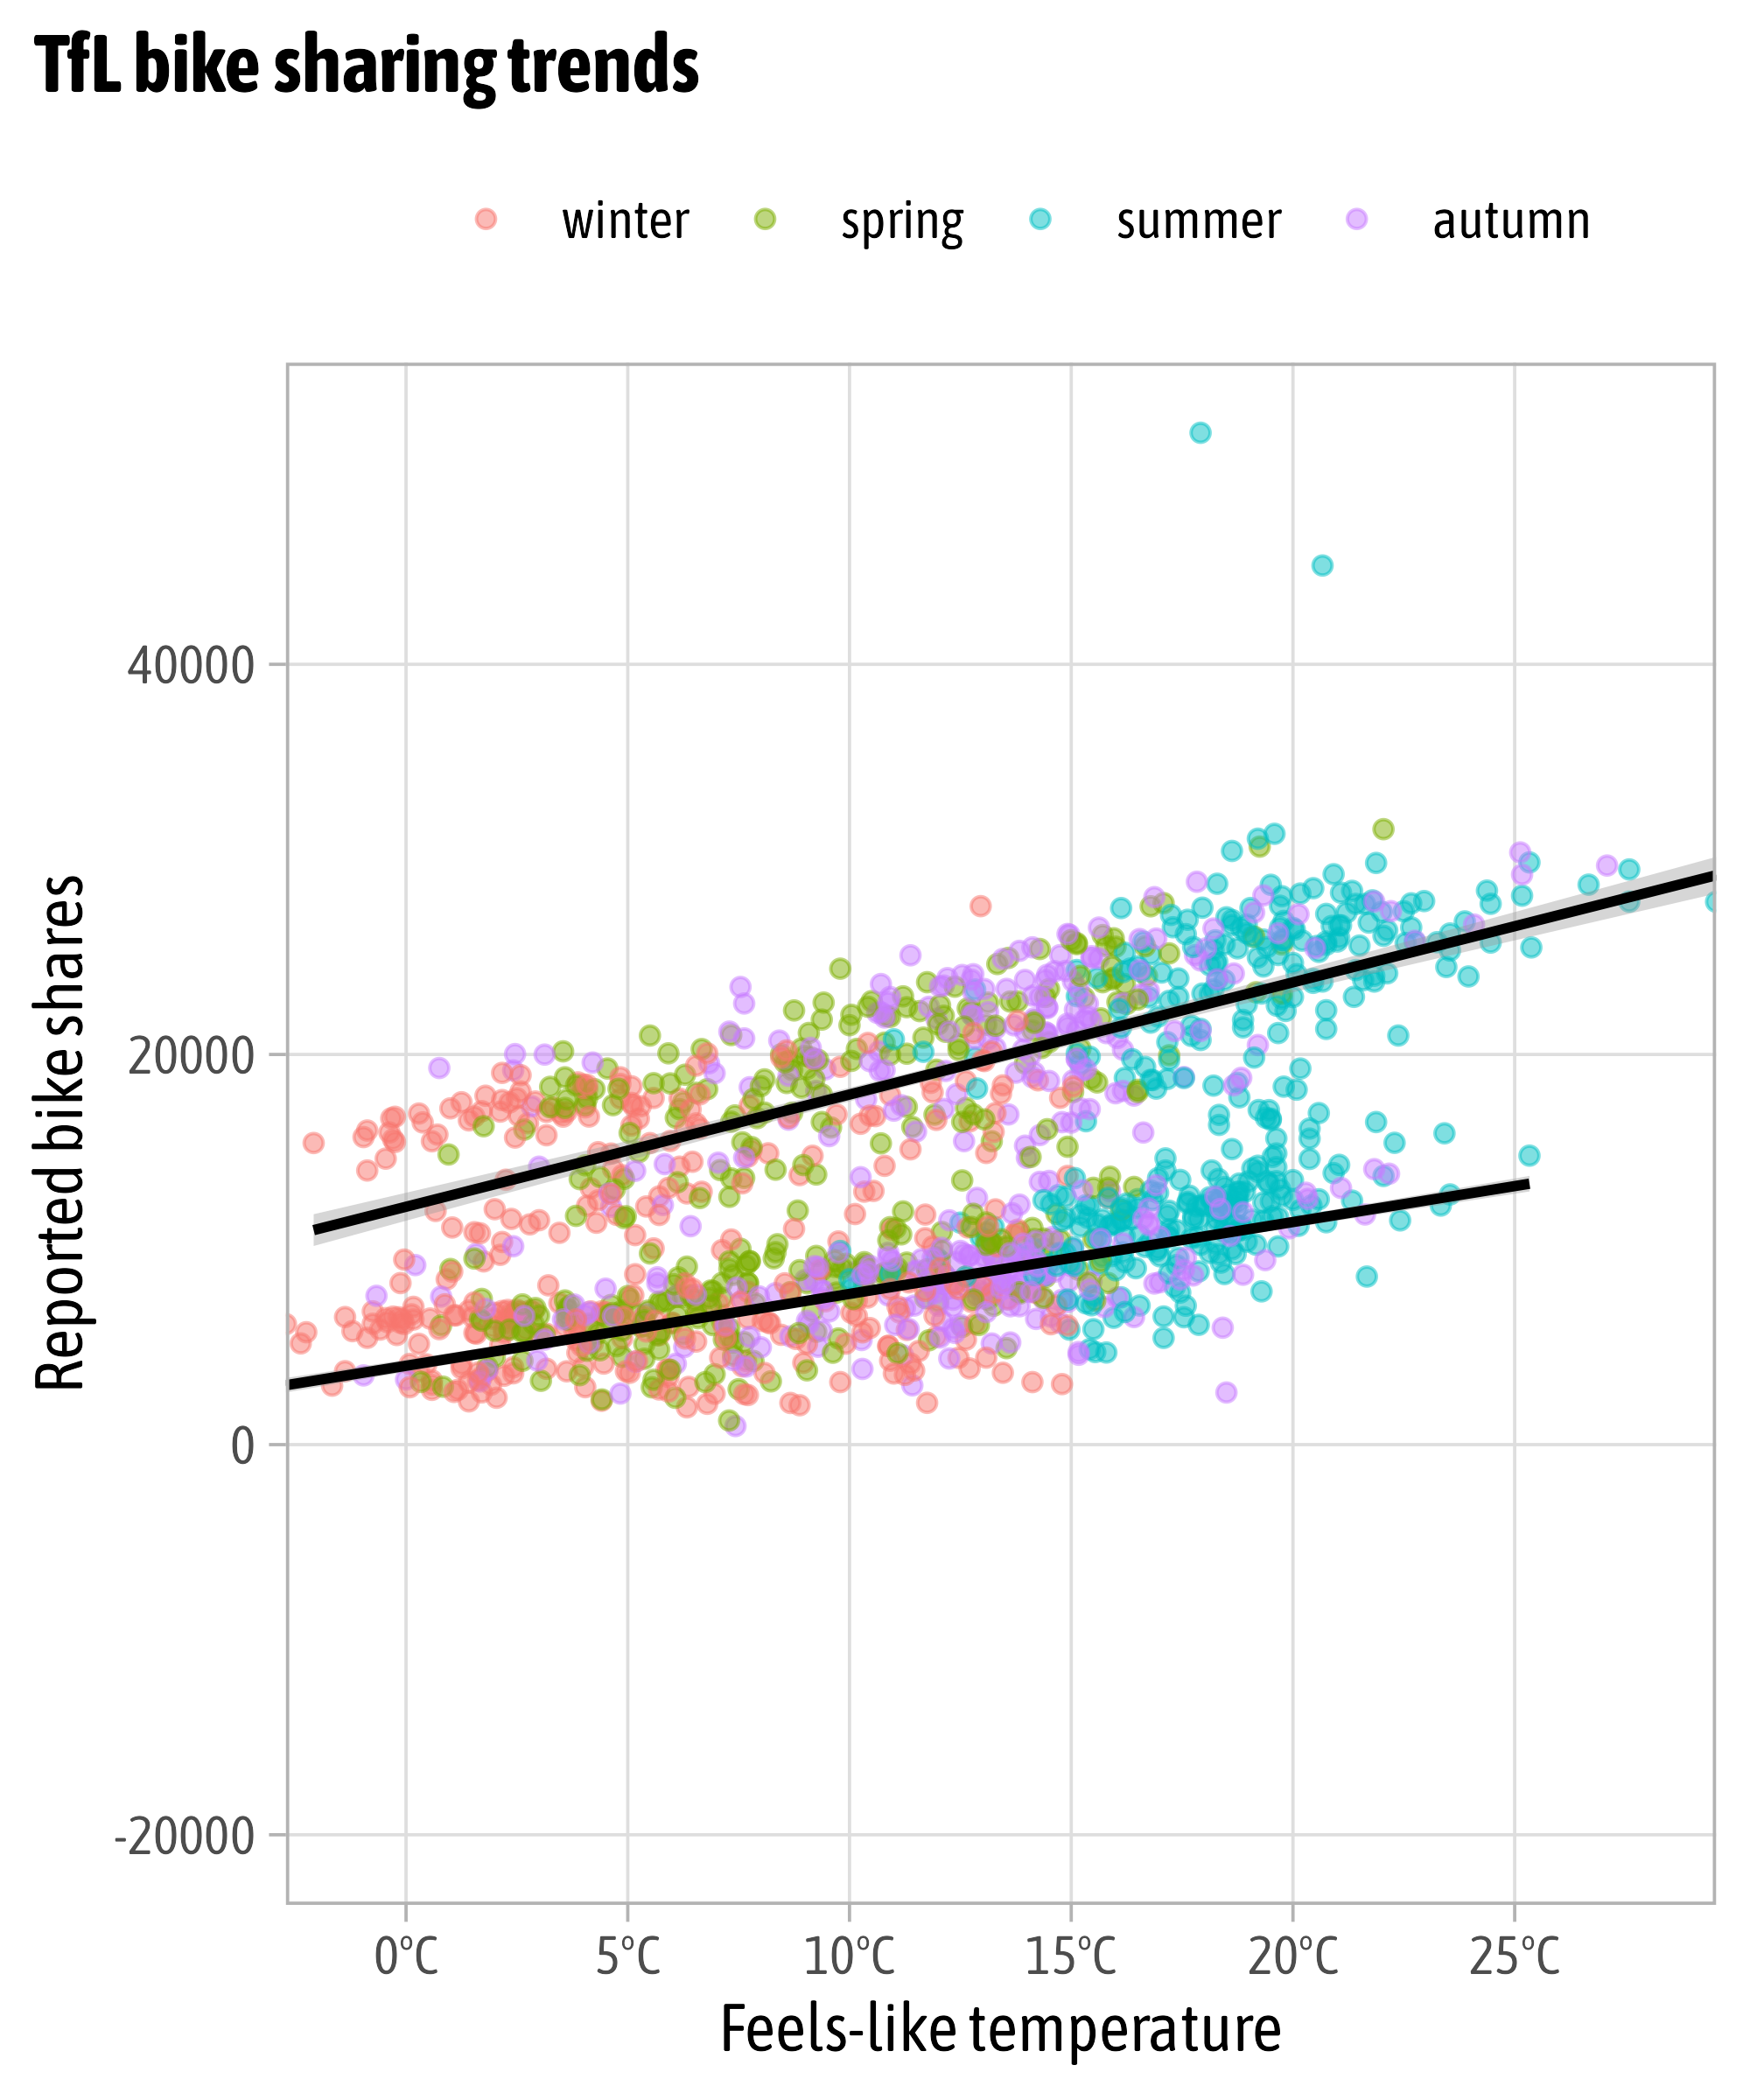 TfL bike sharing trends
winter spring summer autumn
Reported bike shares
40000
20000
0
-20000
0°C 5°C 10°C 15°C 20°C 25°C
Feels-like temperature